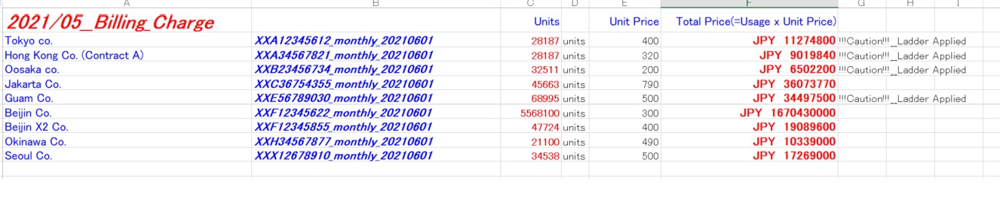 A B C D E F G H I
2021/05_Billing_Charge Units Unit Price Total Price(=Usage x Unit Price)
Tokyo co. XXA12345612_monthly_20210601 28187 units 400 JPY 11274800 !!!Caution!!!_Ladder Applied
Hong Kong Co. (Contract A) XXA34567821_monthly_20210601 28187 units 320 JPY 9019840 !!!Caution!!!_Ladder Applied
Oosaka co. XXB23456734_monthly_20210601 32511 units 200 JPY 6502200 !!!Caution!!!_Ladder Applied
Jakarta Co. XXC36754355_monthly_20210601 45663 units 790 JPY 36073770
Guam Co. XXE56789030_monthly_20210601 68995 units 500 JPY 34497500 !!!Caution!!!_Ladder Applied
Beijin Co. XXF12345622_monthly_20210601 5568100 units 300 JPY 1670430000
Beijin X2 Co. XXF12345855_monthly_20210601 47724 units 400 JPY 19089600
Okinawa Co. XXH34567877_monthly_20210601 21100 units 490 JPY 10339000
Seoul Co. XXX12678910_monthly_20210601 34538 units 500 JPY 17269000